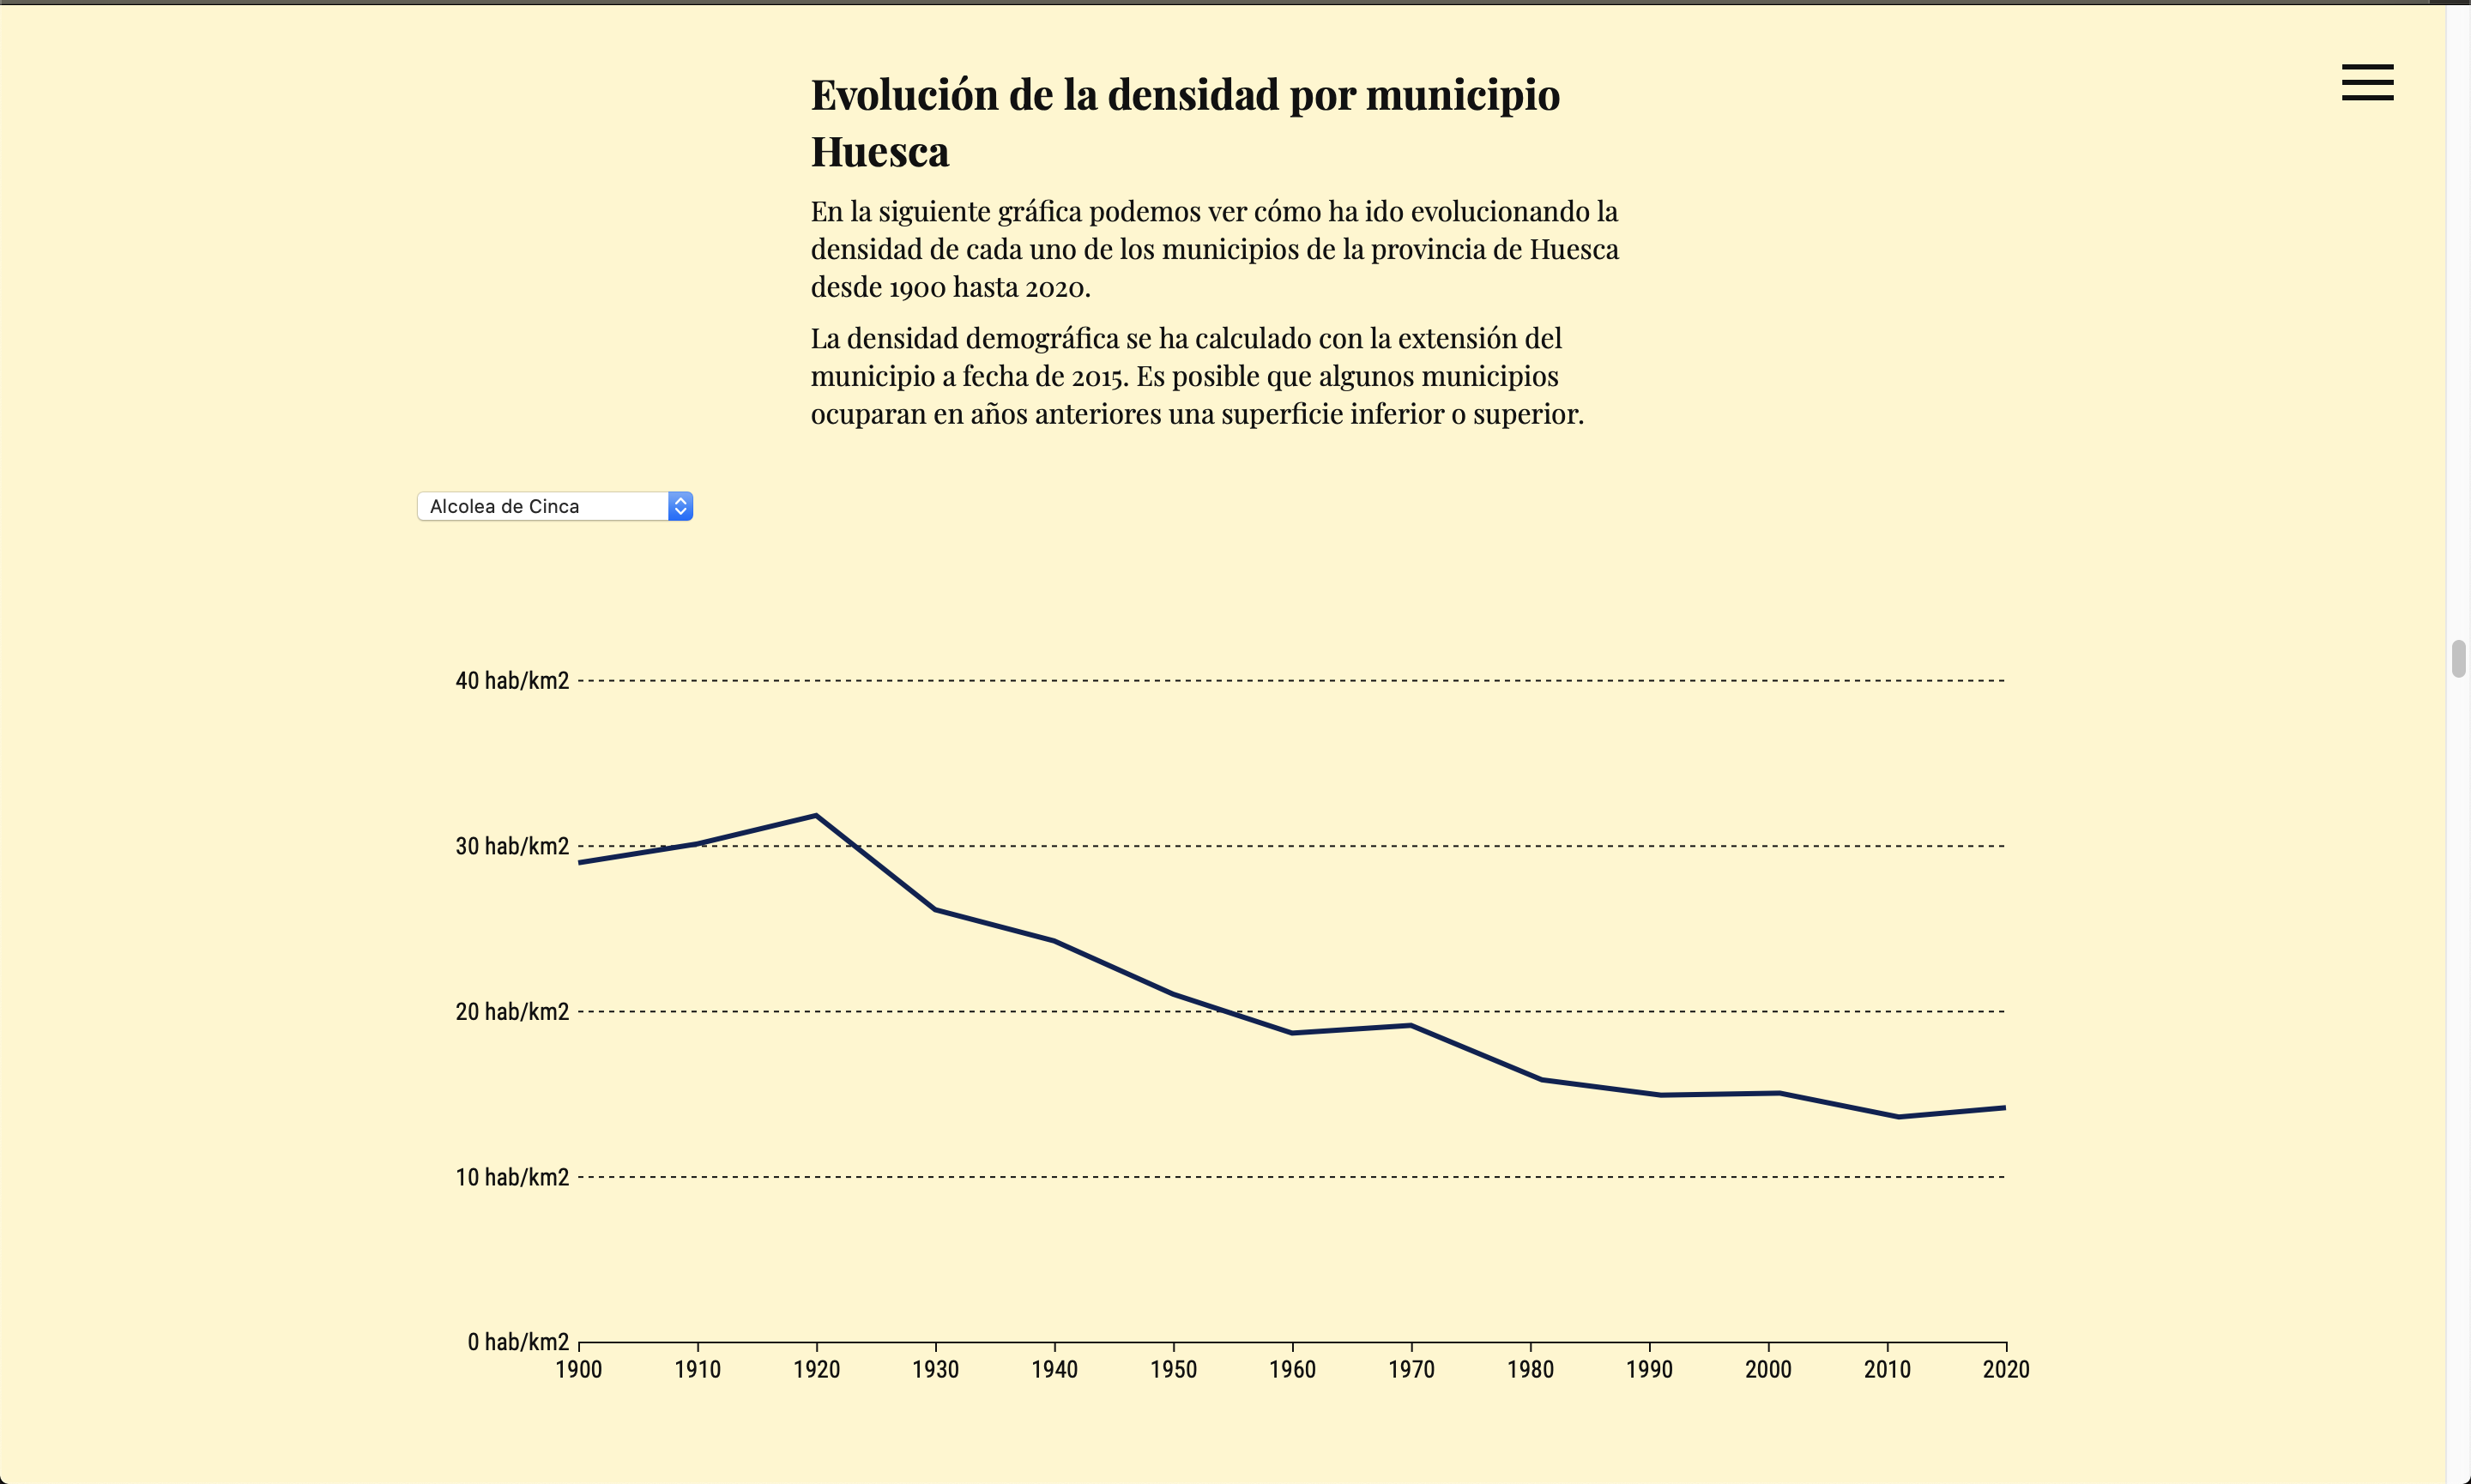 Evolución de la densidad por municipio
Huesca
En la siguiente gráfica podemos ver cómo ha ido evolucionando la
densidad de cada uno de los municipios de la provincia de Huesca
desde 1900 hasta 2020.
La densidad demográfica se ha calculado con la extensión del
municipio a fecha de 2015. Es posible que algunos municipios
ocuparan en años anteriores una superficie inferior o superior.
Alcolea de Cinca
40 hab/km2
30 hab/km2
20 hab/km2
10 hab/km2
0 hab/km2
1900 1910 1920 1930 1940 1950 1960 1970 1980 1990 2000 2010 2020